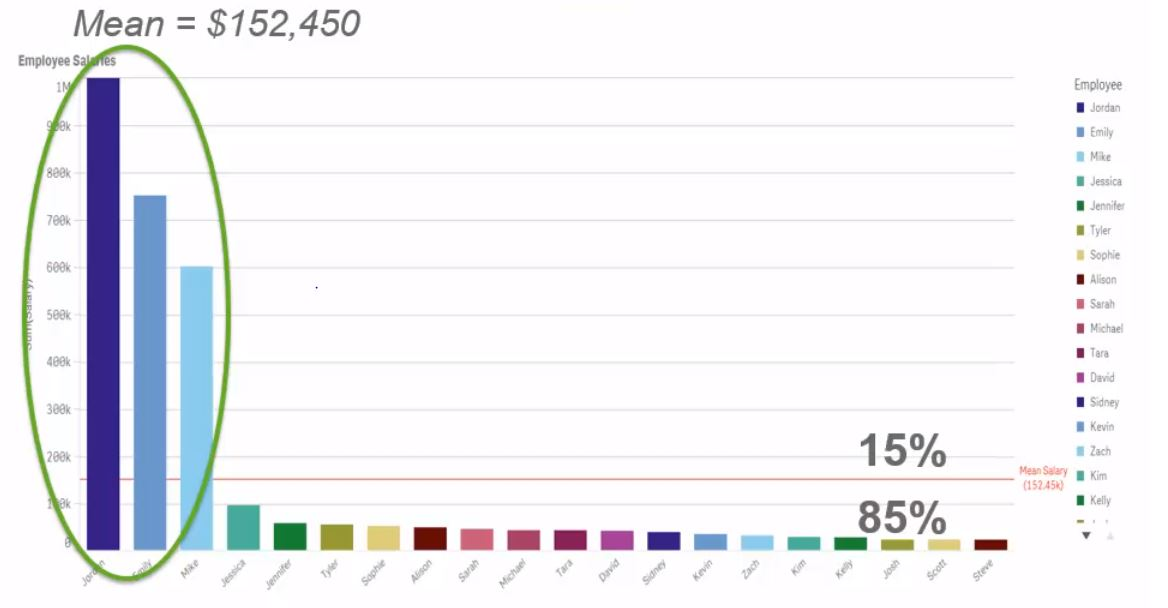 Mean = $152,450
Employee Salaries
1M
900k
800k
700k
600k
500k
400k
300k
200k
100k
0
Sum(Salary)
15%
85%
Mean Salary
(152.45k)
Jordan
Emily
Mike
Jessica
Jennifer
Tyler
Sophie
Alison
Sarah
Michael
Tara
David
Sidney
Kevin
Zach
Kim
Kelly
Josh
Scott
Steve
Employee
Jordan
Emily
Mike
Jessica
Jennifer
Tyler
Sophie
Alison
Sarah
Michael
Tara
David
Sidney
Kevin
Zach
Kim
Kelly